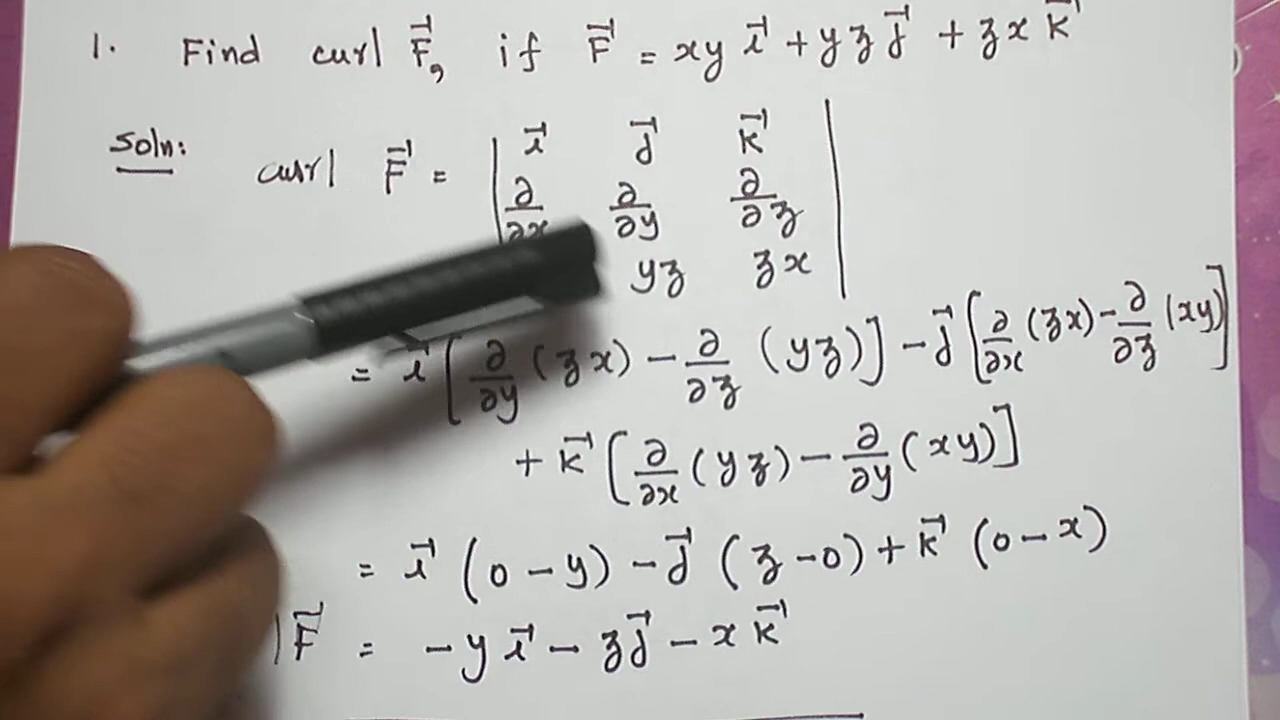 1. Find curl F⃗, if F⃗ = xy i⃗ + yz j⃗ + zx k⃗
Soln:
curl F⃗ = | i⃗ j⃗ k⃗
∂/∂x ∂/∂y ∂/∂z
yz zx |
= i⃗ [∂/∂y (zx) − ∂/∂z (yz)] − j⃗ [∂/∂x (zx) − ∂/∂z (xy)]
+ k⃗ [∂/∂x (yz) − ∂/∂y (xy)]
= i⃗ (0 − y) − j⃗ (z − 0) + k⃗ (0 − x)
F⃗ = − y i⃗ − z j⃗ − x k⃗